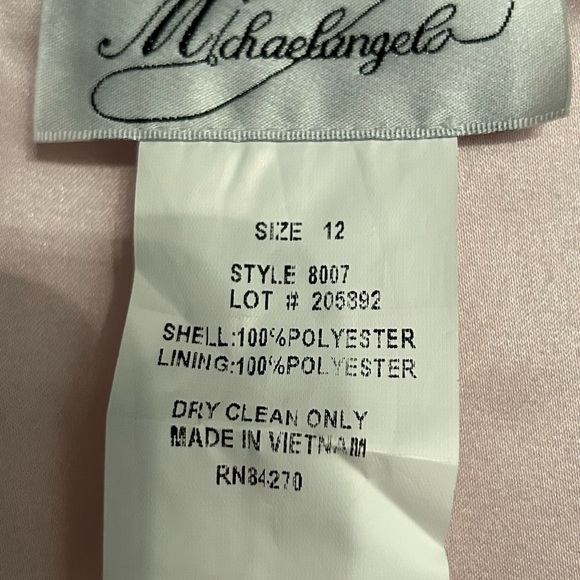 Michaelangelo
SIZE 12
STYLE 8007
LOT # 205892
SHELL:100%POLYESTER
LINING:100%POLYESTER
DRY CLEAN ONLY
MADE IN VIETNAM
RN84270